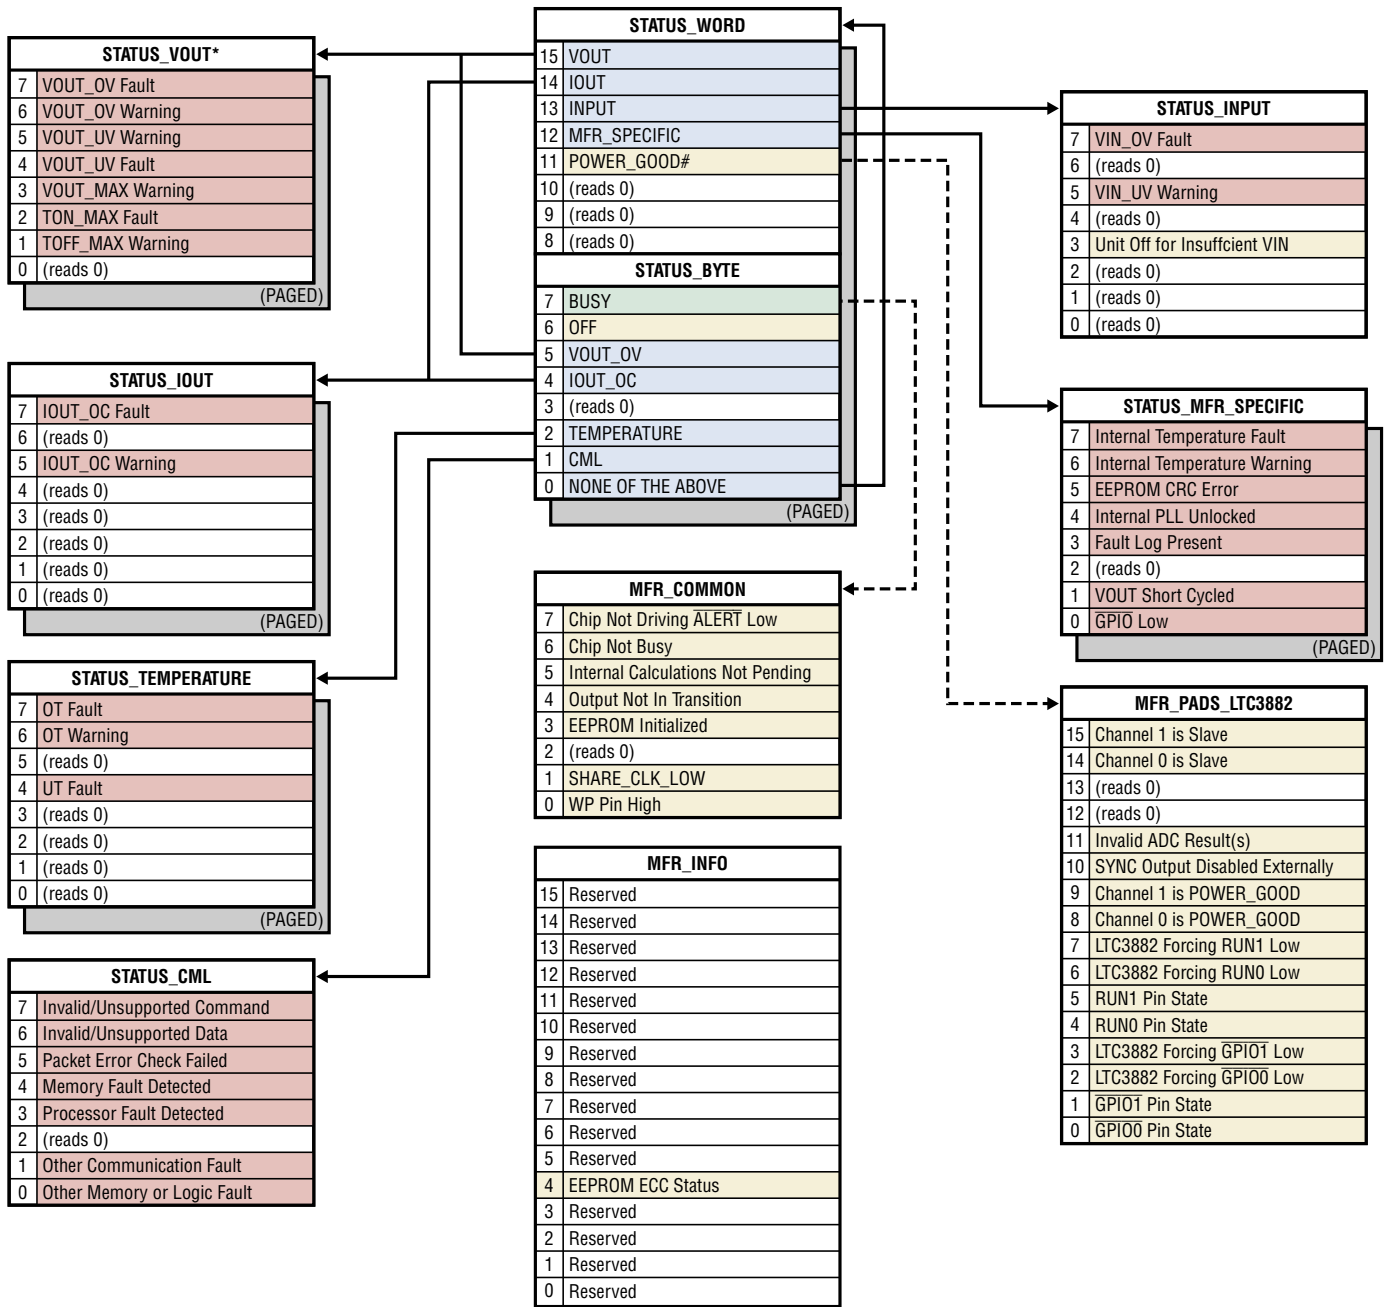 STATUS_VOUT*
7 VOUT_OV Fault
6 VOUT_OV Warning
5 VOUT_UV Warning
4 VOUT_UV Fault
3 VOUT_MAX Warning
2 TON_MAX Fault
1 TOFF_MAX Warning
0 (reads 0)
(PAGED)
STATUS_IOUT
7 IOUT_OC Fault
6 (reads 0)
5 IOUT_OC Warning
4 (reads 0)
3 (reads 0)
2 (reads 0)
1 (reads 0)
0 (reads 0)
(PAGED)
STATUS_TEMPERATURE
7 OT Fault
6 OT Warning
5 (reads 0)
4 UT Fault
3 (reads 0)
2 (reads 0)
1 (reads 0)
0 (reads 0)
(PAGED)
STATUS_CML
7 Invalid/Unsupported Command
6 Invalid/Unsupported Data
5 Packet Error Check Failed
4 Memory Fault Detected
3 Processor Fault Detected
2 (reads 0)
1 Other Communication Fault
0 Other Memory or Logic Fault
STATUS_WORD
15 VOUT
14 IOUT
13 INPUT
12 MFR_SPECIFIC
11 POWER_GOOD#
10 (reads 0)
9 (reads 0)
8 (reads 0)
STATUS_BYTE
7 BUSY
6 OFF
5 VOUT_OV
4 IOUT_OC
3 (reads 0)
2 TEMPERATURE
1 CML
0 NONE OF THE ABOVE
(PAGED)
MFR_COMMON
7 Chip Not Driving A̅L̅E̅R̅T̅ Low
6 Chip Not Busy
5 Internal Calculations Not Pending
4 Output Not In Transition
3 EEPROM Initialized
2 (reads 0)
1 SHARE_CLK_LOW
0 WP Pin High
MFR_INFO
15 Reserved
14 Reserved
13 Reserved
12 Reserved
11 Reserved
10 Reserved
9 Reserved
8 Reserved
7 Reserved
6 Reserved
5 Reserved
4 EEPROM ECC Status
3 Reserved
2 Reserved
1 Reserved
0 Reserved
STATUS_INPUT
7 VIN_OV Fault
6 (reads 0)
5 VIN_UV Warning
4 (reads 0)
3 Unit Off for Insuffcient VIN
2 (reads 0)
1 (reads 0)
0 (reads 0)
STATUS_MFR_SPECIFIC
7 Internal Temperature Fault
6 Internal Temperature Warning
5 EEPROM CRC Error
4 Internal PLL Unlocked
3 Fault Log Present
2 (reads 0)
1 VOUT Short Cycled
0 G̅P̅I̅O̅ Low
(PAGED)
MFR_PADS_LTC3882
15 Channel 1 is Slave
14 Channel 0 is Slave
13 (reads 0)
12 (reads 0)
11 Invalid ADC Result(s)
10 SYNC Output Disabled Externally
9 Channel 1 is POWER_GOOD
8 Channel 0 is POWER_GOOD
7 LTC3882 Forcing RUN1 Low
6 LTC3882 Forcing RUN0 Low
5 RUN1 Pin State
4 RUN0 Pin State
3 LTC3882 Forcing G̅P̅I̅O̅1̅ Low
2 LTC3882 Forcing G̅P̅I̅O̅0̅ Low
1 G̅P̅I̅O̅1̅ Pin State
0 G̅P̅I̅O̅0̅ Pin State